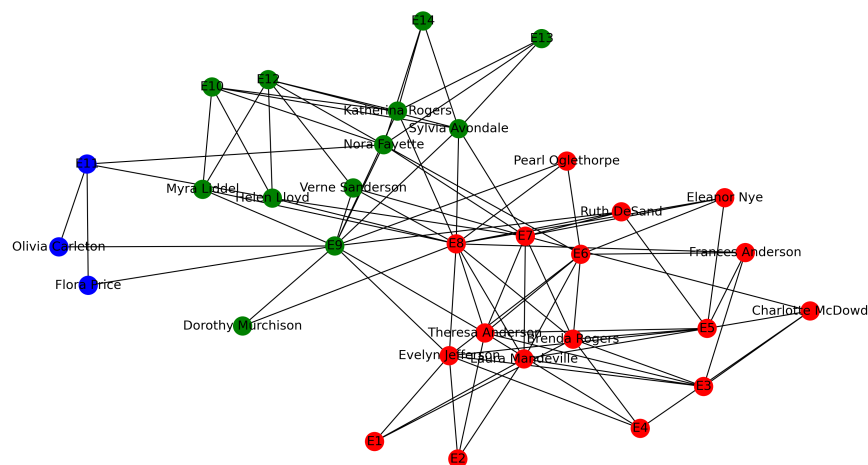 E14
E13
E12
E10
Katherina Rogers
Sylvia Avondale
Nora Fayette
Pearl Oglethorpe
E11
Verne Sanderson
Myra Liddel
Helen Lloyd
Eleanor Nye
Ruth DeSand
E7
E8
E9
Olivia Carleton
E6
Frances Anderson
Flora Price
Charlotte McDowd
Dorothy Murchison
E5
Theresa Anderson
Brenda Rogers
Evelyn Jefferson
Laura Mandeville
E3
E4
E1
E2